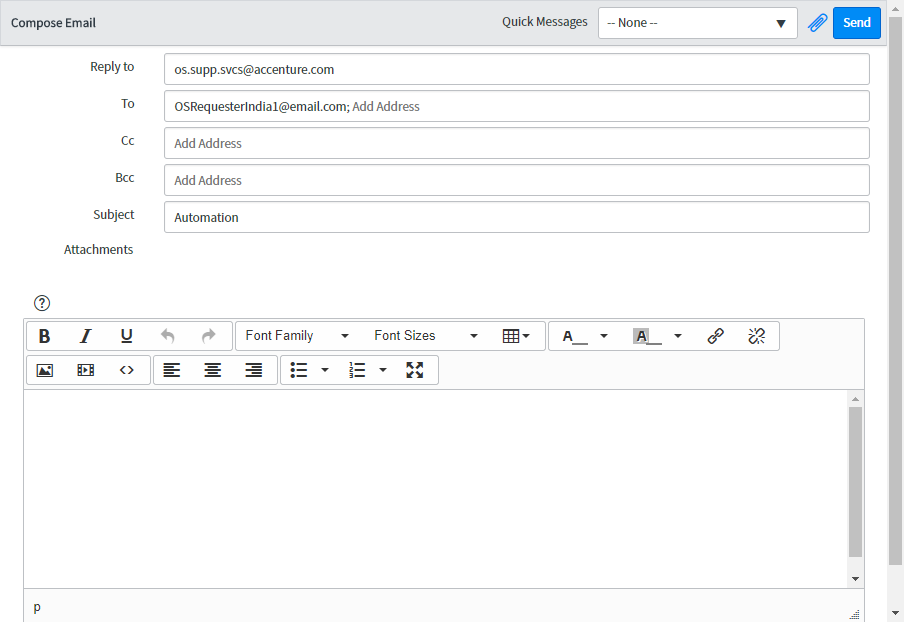 Compose Email
Quick Messages
-- None --
Send
Reply to
os.supp.svcs@accenture.com
To
OSRequesterIndia1@email.com; Add Address
Cc
Add Address
Bcc
Add Address
Subject
Automation
Attachments
?
B I U Font Family Font Sizes A A
<>
p